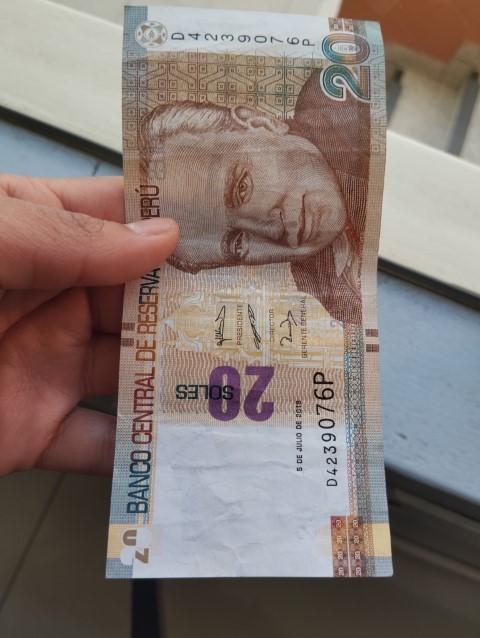 D4239076P
20
BANCO CENTRAL DE RESERVA PERÚ
PRESIDENTE
DIRECTOR
GERENTE GENERAL
20
SOLES
5 DE JULIO DE 2018
D4239076P
20